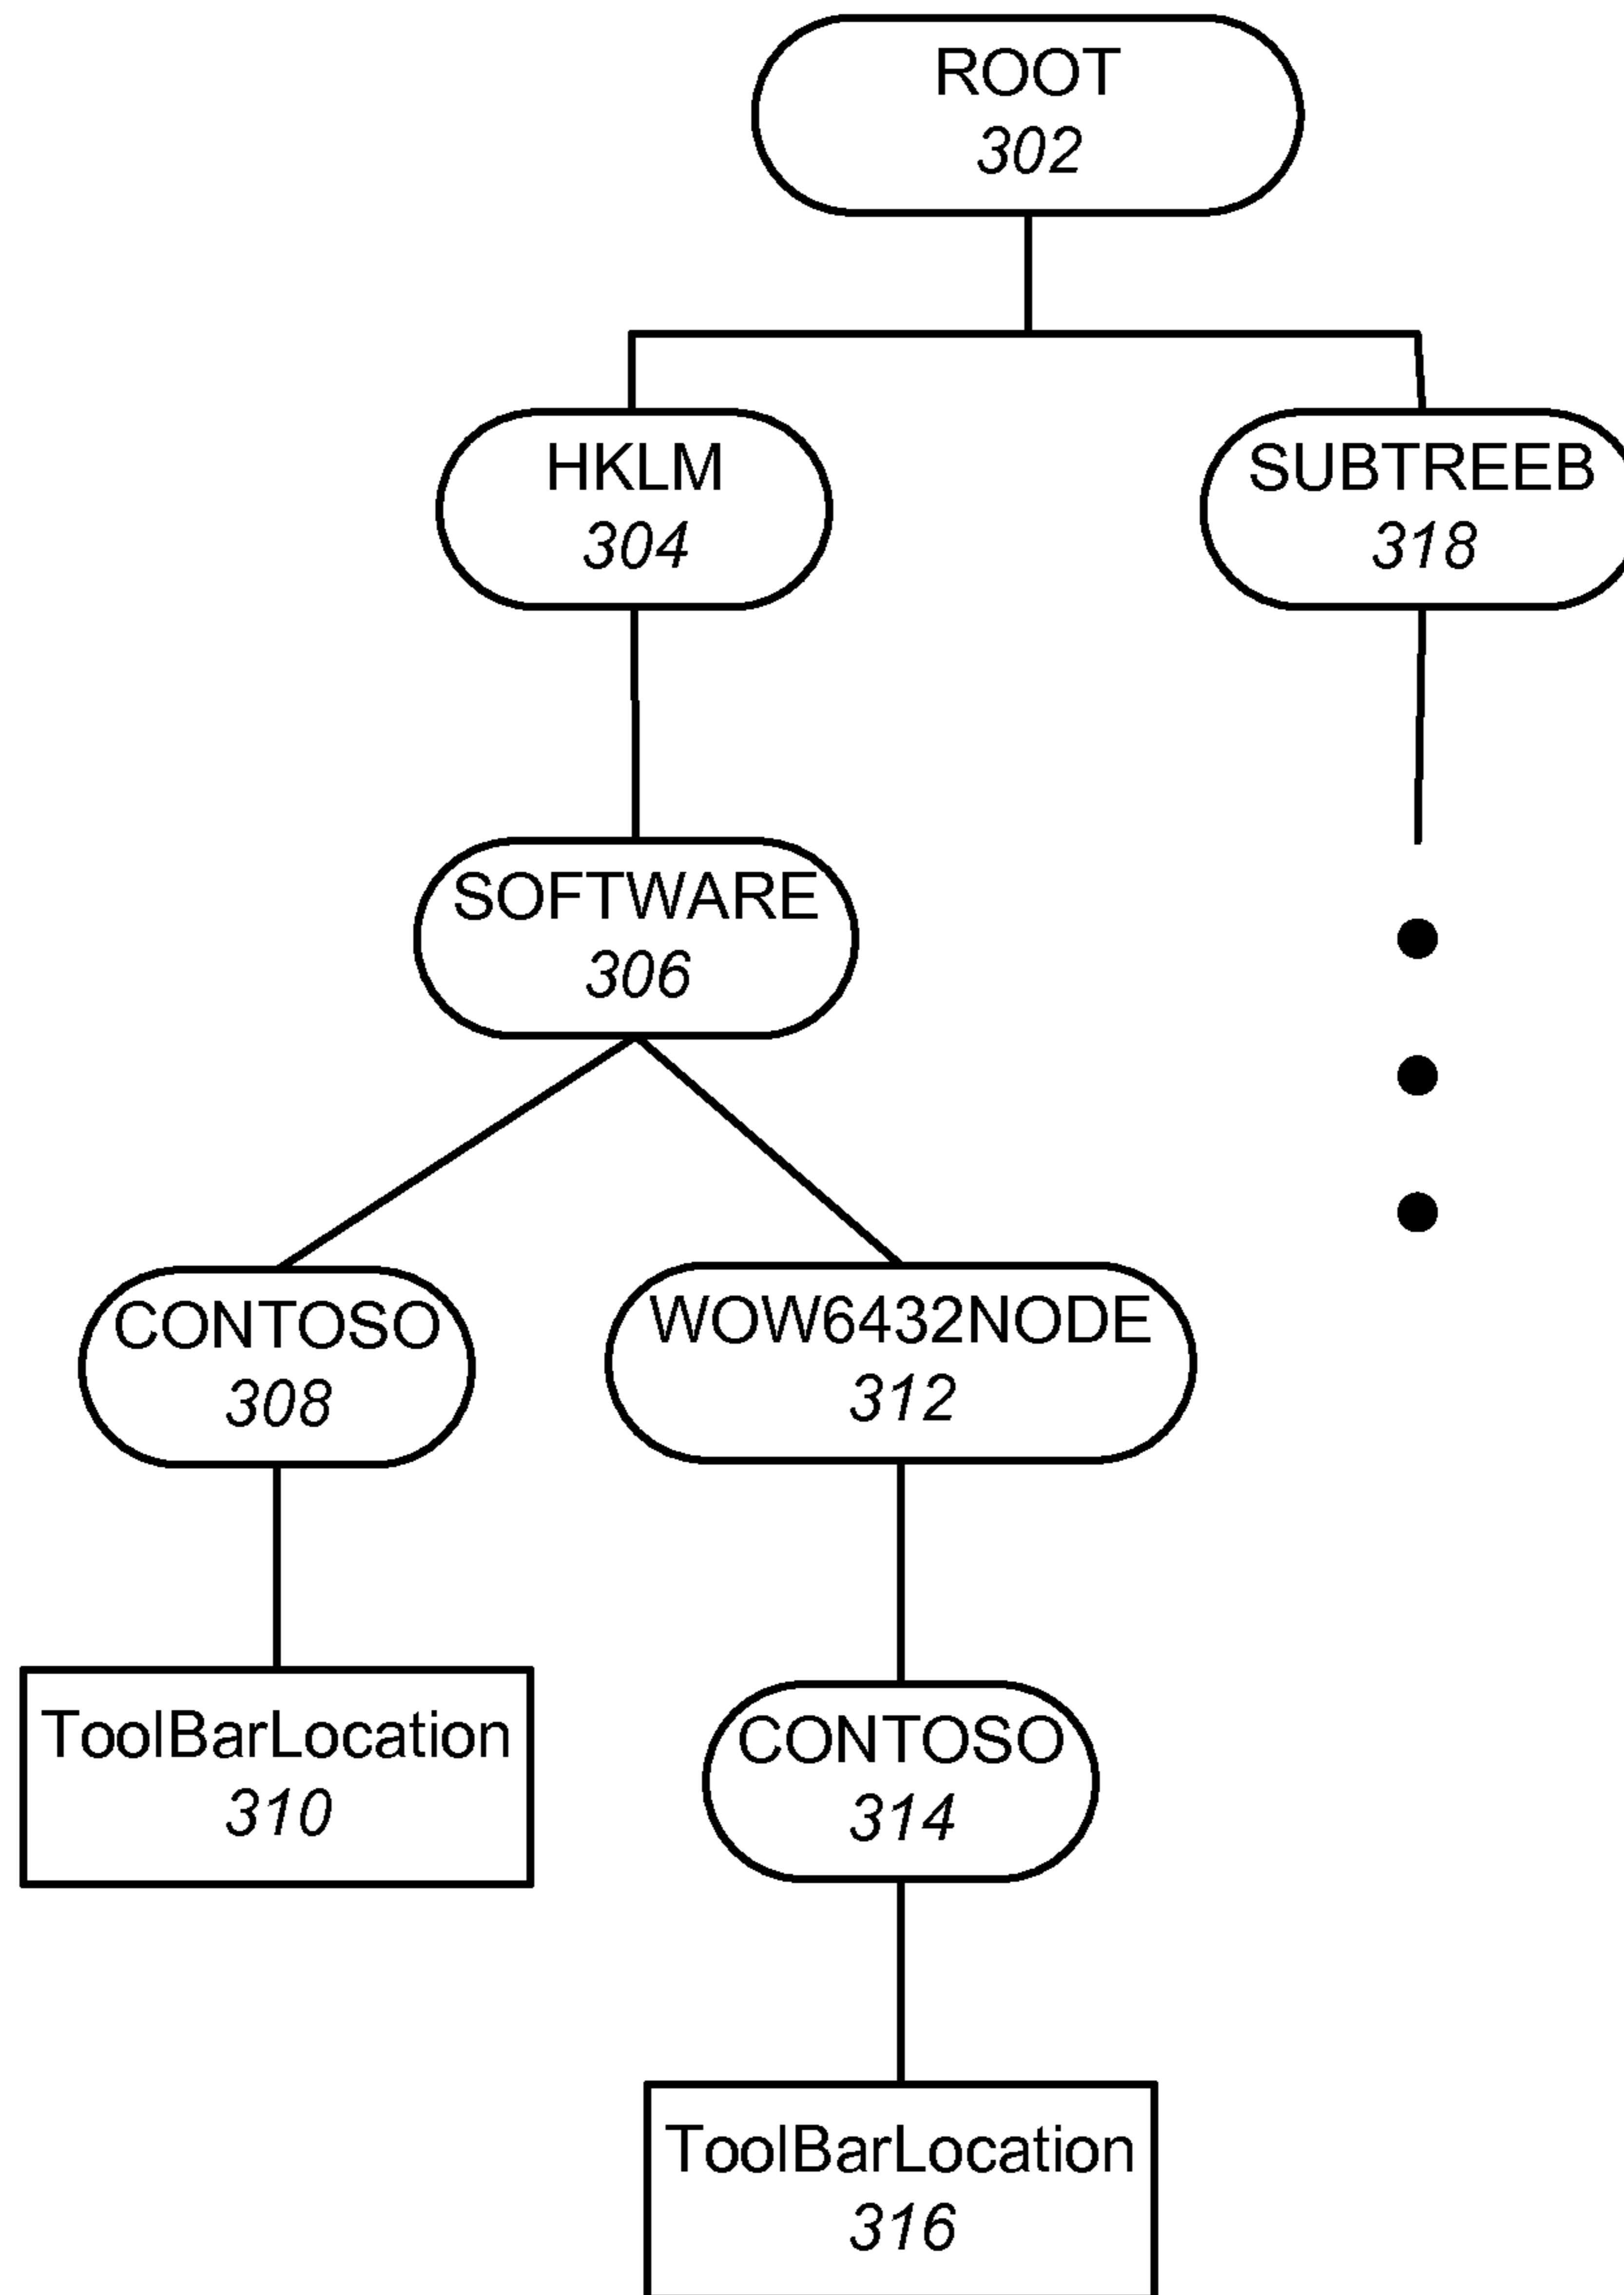 ROOT
302
HKLM
304
SUBTREEB
318
SOFTWARE
306
CONTOSO
308
WOW6432NODE
312
ToolBarLocation
310
CONTOSO
314
ToolBarLocation
316